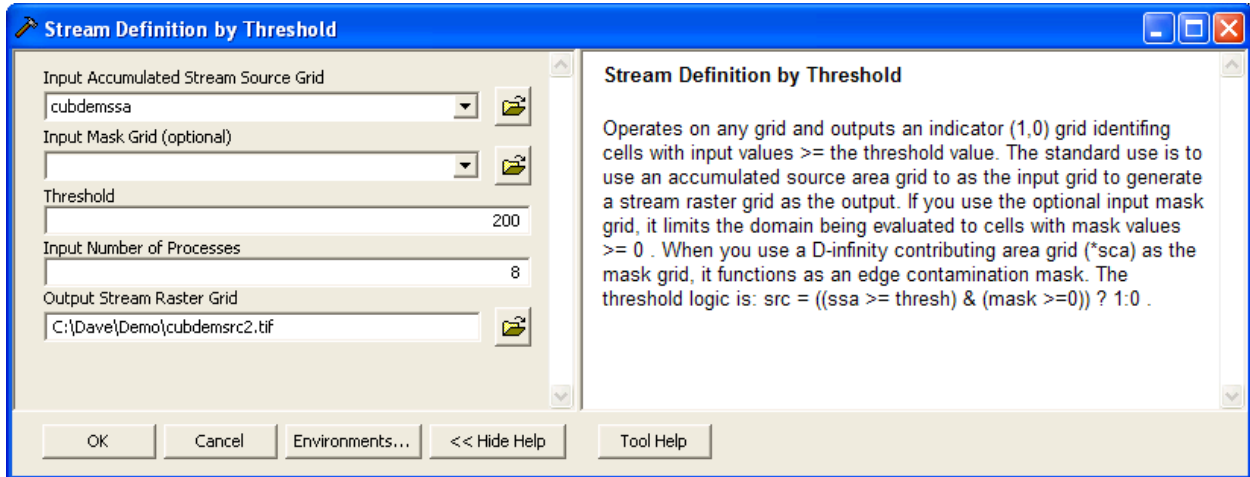 Stream Definition by Threshold
Input Accumulated Stream Source Grid
cubdemssa
Input Mask Grid (optional)
Threshold
200
Input Number of Processes
8
Output Stream Raster Grid
C:\Dave\Demo\cubdemsrc2.tif
Stream Definition by Threshold
Operates on any grid and outputs an indicator (1,0) grid identifing
cells with input values >= the threshold value. The standard use is to
use an accumulated source area grid to as the input grid to generate
a stream raster grid as the output. If you use the optional input mask
grid, it limits the domain being evaluated to cells with mask values
>= 0 . When you use a D-infinity contributing area grid (*sca) as the
mask grid, it functions as an edge contamination mask. The
threshold logic is: src = ((ssa >= thresh) & (mask >=0)) ? 1:0 .
OK Cancel Environments... << Hide Help Tool Help